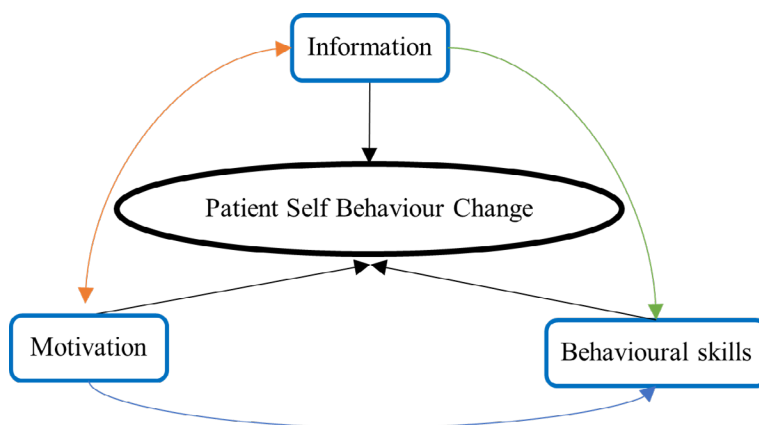 Information
Patient Self Behaviour Change
Motivation
Behavioural skills